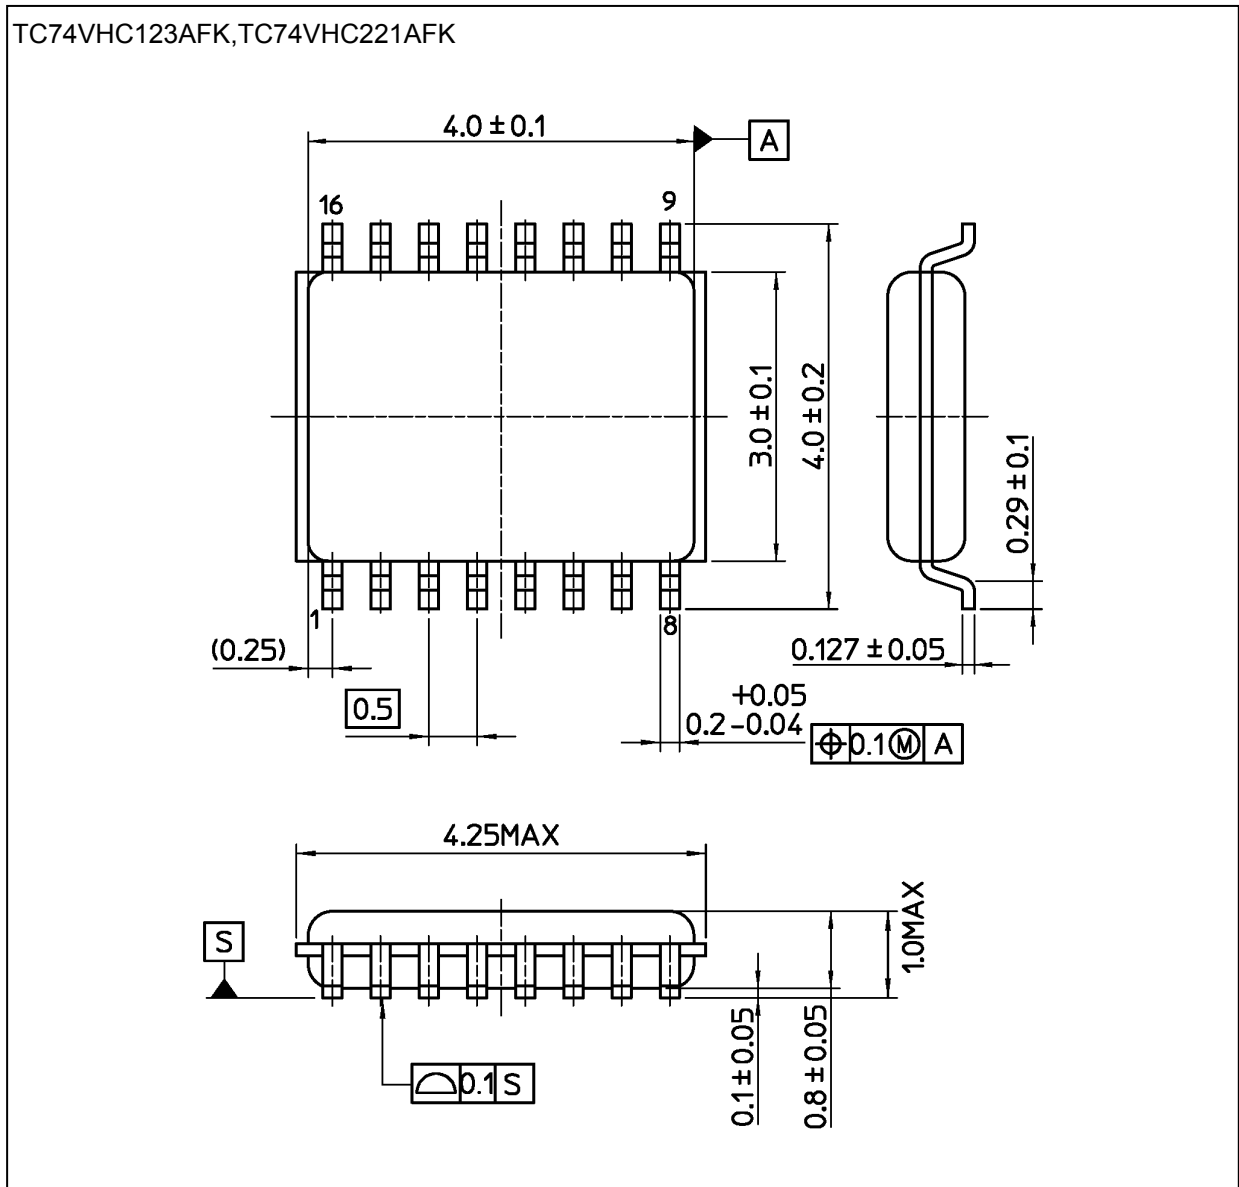 TC74VHC123AFK,TC74VHC221AFK
4.0±0.1
A
16
9
3.0±0.1
4.0±0.2
0.29±0.1
1
8
(0.25)
0.127±0.05
0.5
+0.05
0.2-0.04
⌖ 0.1 Ⓜ A
4.25MAX
S
1.0MAX
0.1±0.05
0.8±0.05
⌓ 0.1 S